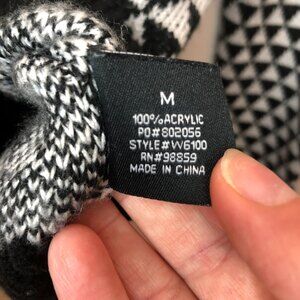 M
100% ACRYLIC
PO#802056
STYLE#W6100
RN#98859
MADE IN CHINA